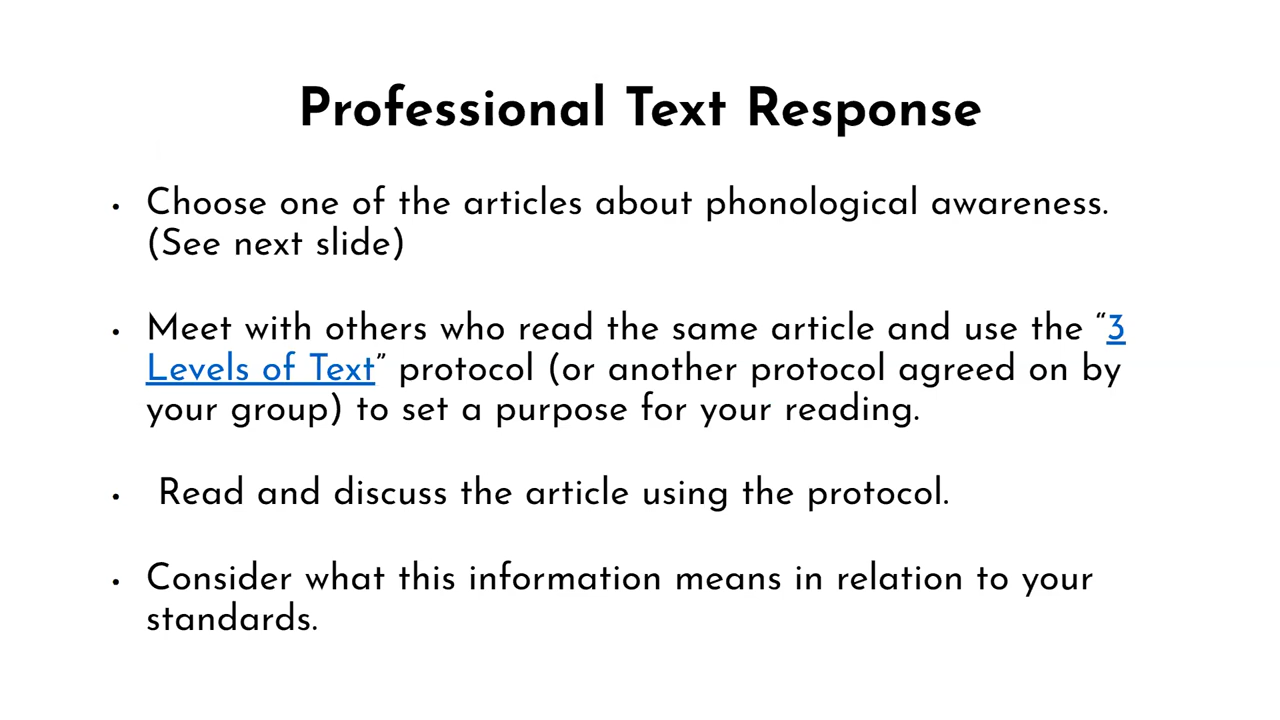 Professional Text Response
• Choose one of the articles about phonological awareness.
(See next slide)
• Meet with others who read the same article and use the “3
Levels of Text” protocol (or another protocol agreed on by
your group) to set a purpose for your reading.
• Read and discuss the article using the protocol.
• Consider what this information means in relation to your
standards.